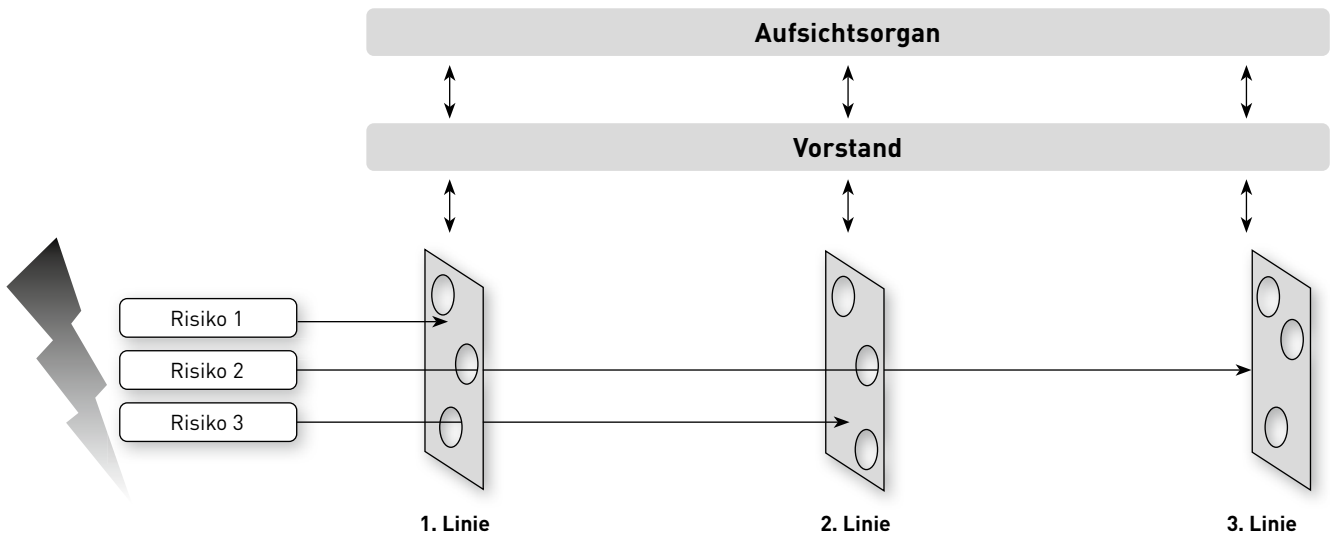 Aufsichtsorgan
Vorstand
Risiko 1
Risiko 2
Risiko 3
1. Linie
2. Linie
3. Linie